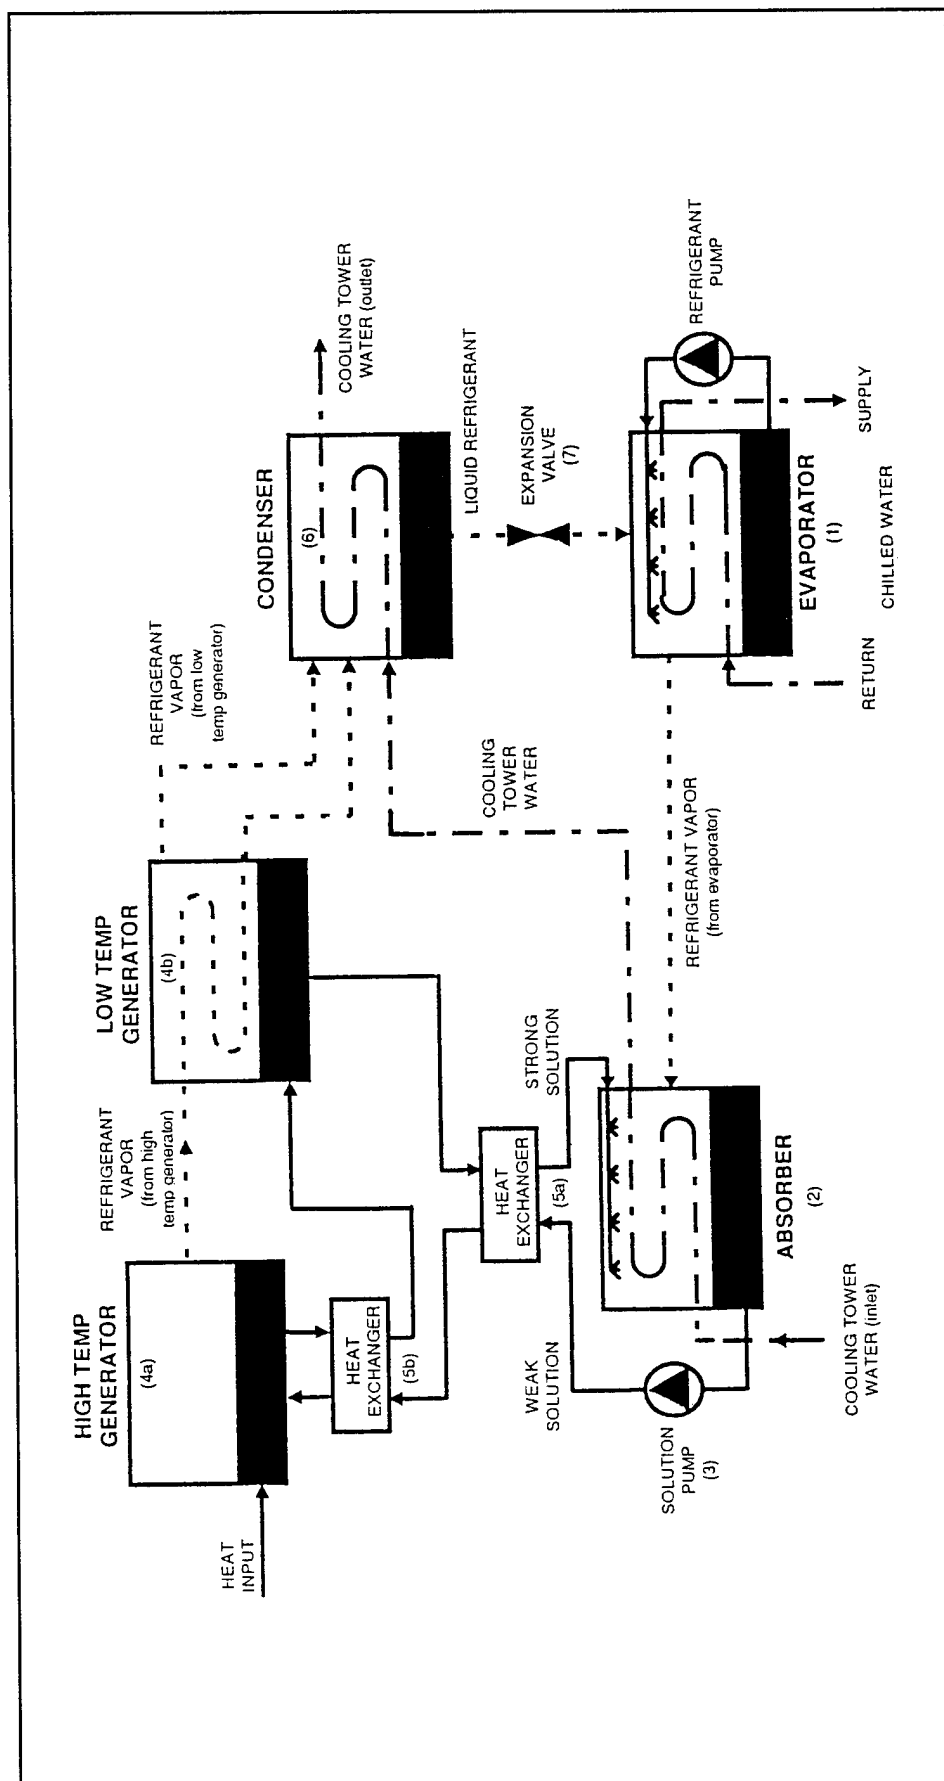 HIGH TEMP
GENERATOR
(4a)
HEAT
INPUT
REFRIGERANT
VAPOR
(from high
temp generator)
LOW TEMP
GENERATOR
(4b)
REFRIGERANT
VAPOR
(from low
temp generator)
CONDENSER
(6)
COOLING TOWER
WATER (outlet)
HEAT
EXCHANGER
(5b)
HEAT
EXCHANGER
(5a)
COOLING
TOWER
WATER
LIQUID REFRIGERANT
EXPANSION
VALVE
(7)
WEAK
SOLUTION
STRONG
SOLUTION
SOLUTION
PUMP
(3)
ABSORBER
(2)
COOLING TOWER
WATER (inlet)
REFRIGERANT VAPOR
(from evaporator)
REFRIGERANT
PUMP
EVAPORATOR
(1)
RETURN
CHILLED WATER
SUPPLY